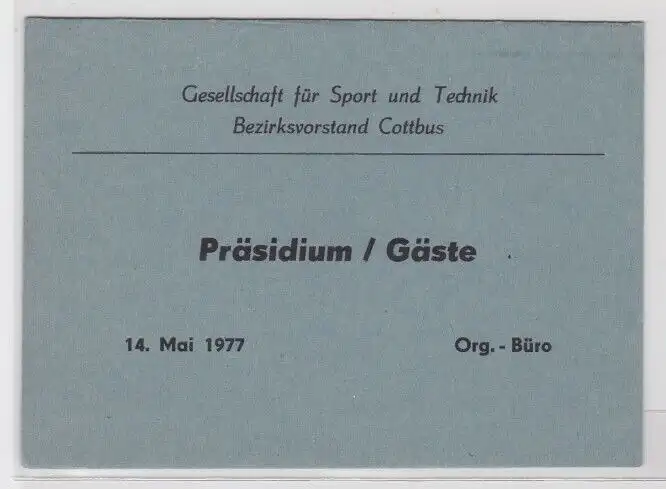 Gesellschaft für Sport und Technik
Bezirksvorstand Cottbus
Präsidium / Gäste
14. Mai 1977 Org. - Büro